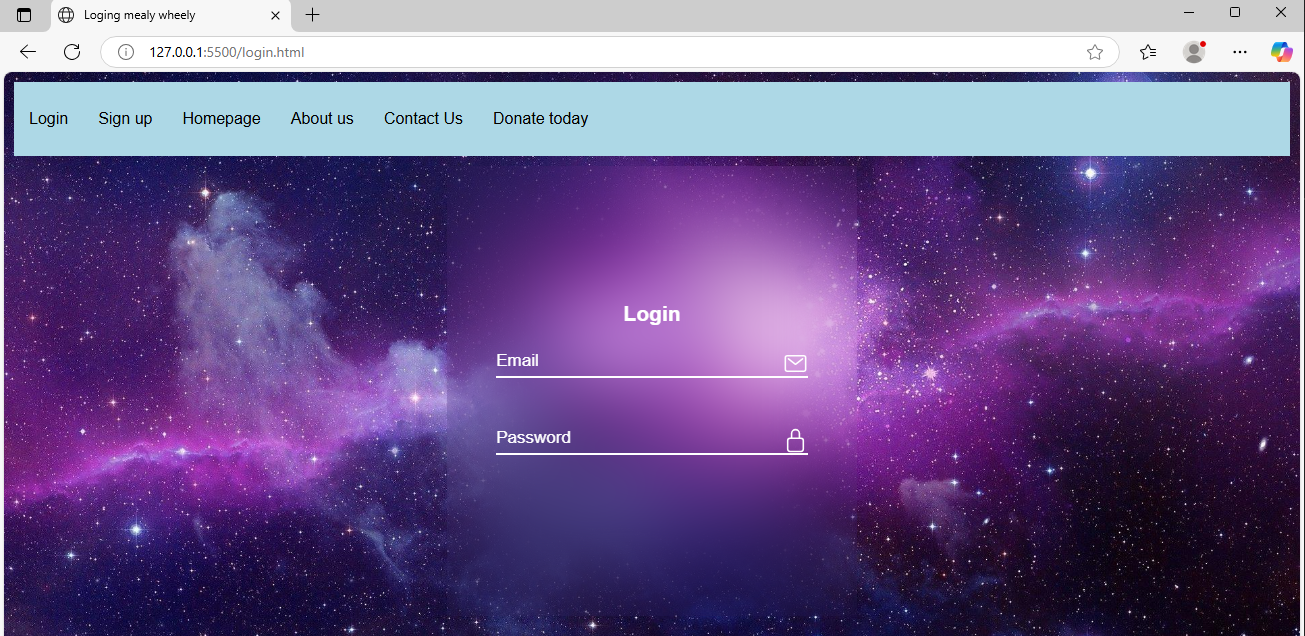 Loging mealy wheely
127.0.0.1:5500/login.html
Login Sign up Homepage About us Contact Us Donate today
Login
Email
Password